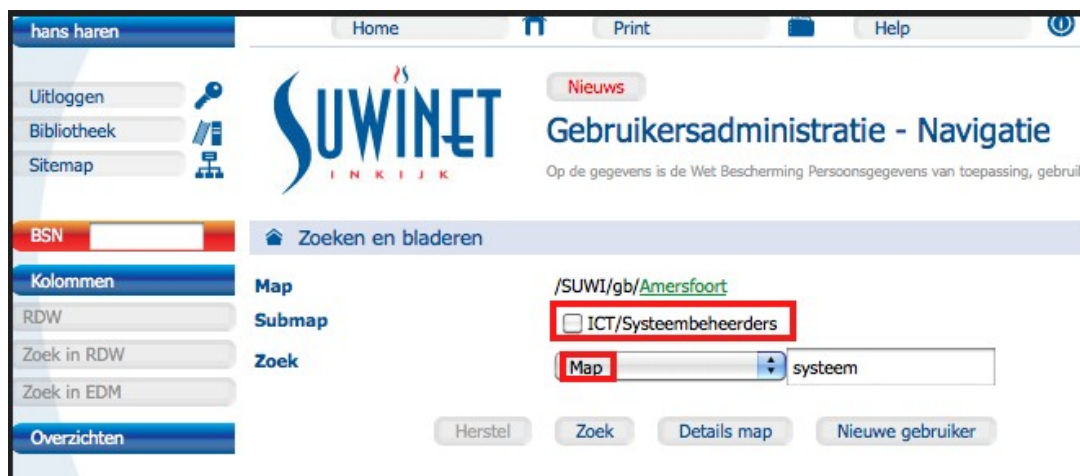 hans haren
Home
Print
Help
Uitloggen
Bibliotheek
Sitemap
SUWINET
INKIJK
Nieuws
Gebruikersadministratie - Navigatie
Op de gegevens is de Wet Bescherming Persoonsgegevens van toepassing,
BSN
Zoeken en bladeren
Kolommen
Map /SUWI/gb/Amersfoort
RDW
Submap ICT/Systeembeheerders
Zoek in RDW
Zoek Map systeem
Zoek in EDM
Overzichten
Herstel Zoek Details map Nieuwe gebruiker